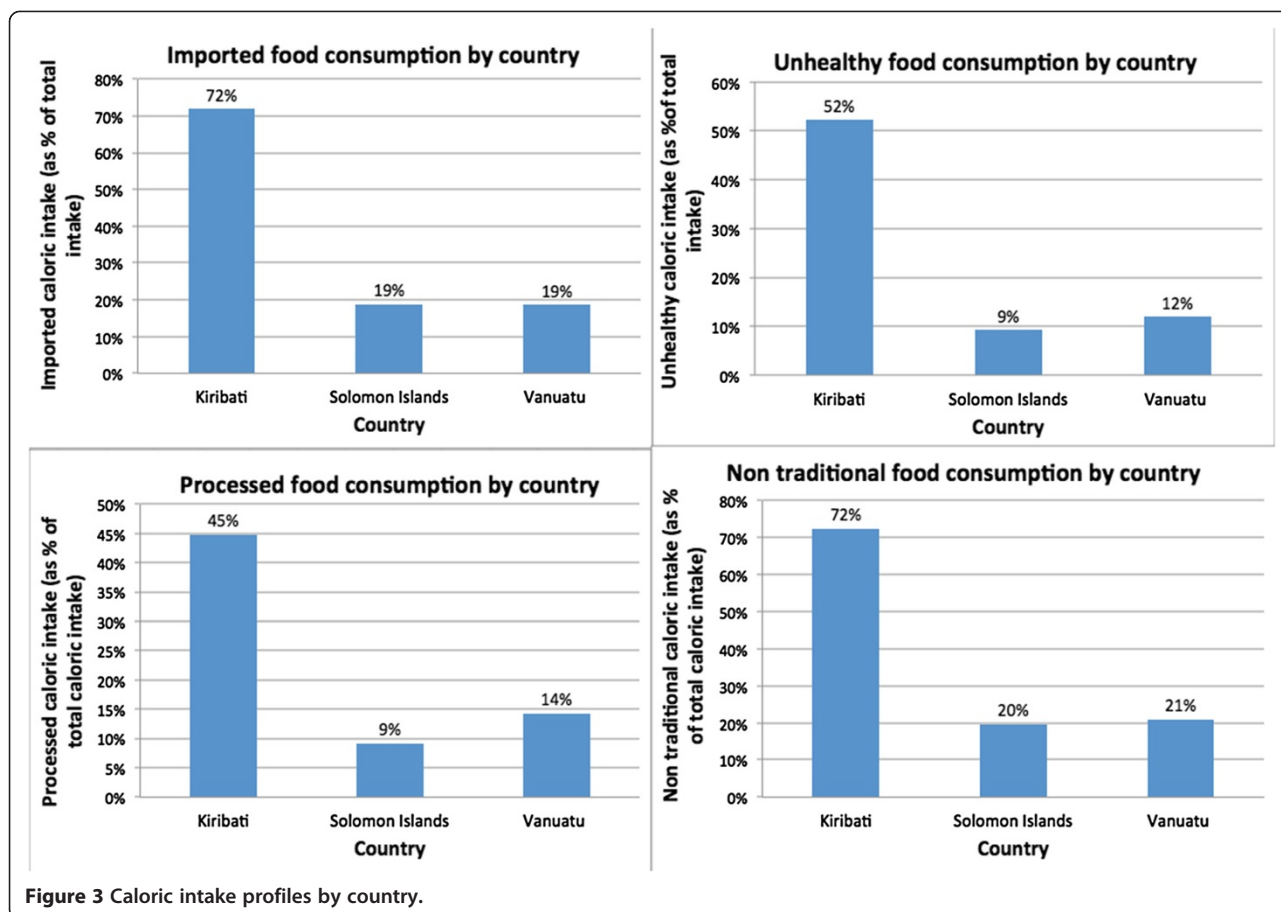 Imported food consumption by country
Imported caloric intake (as % of total
intake)
80%
70%
60%
50%
40%
30%
20%
10%
0%
72%
19%
19%
Kiribati
Solomon Islands
Vanuatu
Country
Unhealthy food consumption by country
Unhealthy caloric intake (as %of total
intake)
60%
50%
40%
30%
20%
10%
0%
52%
9%
12%
Kiribati
Solomon Islands
Vanuatu
Country
Processed food consumption by country
Processed caloric intake (as % of
total caloric intake)
50%
45%
40%
35%
30%
25%
20%
15%
10%
5%
0%
45%
9%
14%
Kiribati
Solomon Islands
Vanuatu
Country
Non traditional food consumption by country
Non traditional caloric intake (as %
of total caloric intake)
80%
70%
60%
50%
40%
30%
20%
10%
0%
72%
20%
21%
Kiribati
Solomon Islands
Vanuatu
Country
Figure 3 Caloric intake profiles by country.